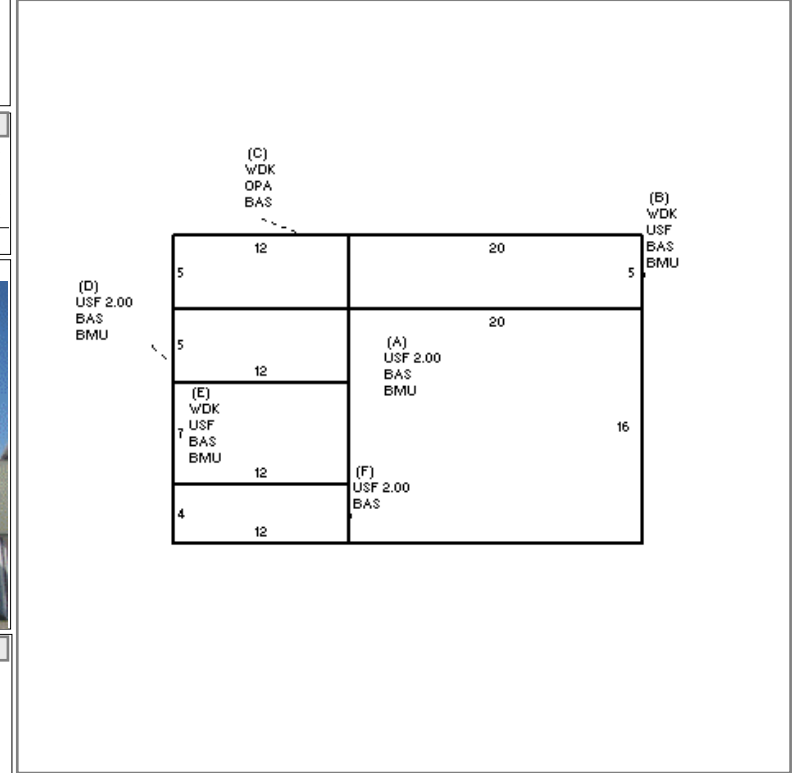 (C)
WDK
OPA
BAS
(B)
WDK
USF
BAS
BMU
12
20
5
5
(D)
USF 2.00
BAS
BMU
5
12
20
(A)
USF 2.00
BAS
BMU
16
(E)
WDK
USF
BAS
BMU
7
12
(F)
USF 2.00
BAS
4
12